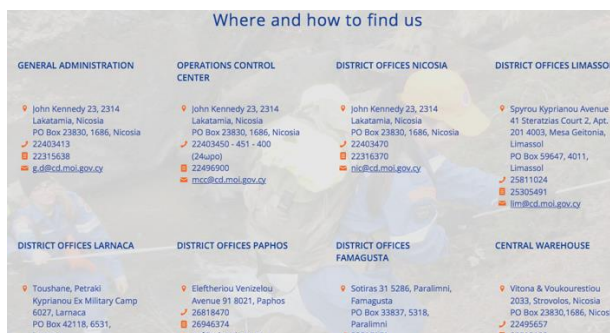 Where and how to find us
GENERAL ADMINISTRATION
John Kennedy 23, 2314
Lakatamia, Nicosia
PO Box 23830, 1686, Nicosia
22403413
22315638
g.d@cd.moi.gov.cy
OPERATIONS CONTROL
CENTER
John Kennedy 23, 2314
Lakatamia, Nicosia
PO Box 23830, 1686, Nicosia
22403450 - 451 - 400
(24ωρο)
22496900
mcc@cd.moi.gov.cy
DISTRICT OFFICES NICOSIA
John Kennedy 23, 2314
Lakatamia, Nicosia
PO Box 23830, 1686, Nicosia
22403470
22316370
nic@cd.moi.gov.cy
DISTRICT OFFICES LIMASSOL
Spyrou Kyprianou Avenue
41 Steratzias Court 2, Apt.
201 4003, Mesa Geitonia,
Limassol
PO Box 59647, 4011,
Limassol
25811024
25305491
lim@cd.moi.gov.cy
DISTRICT OFFICES LARNACA
Toushane, Petraki
Kyprianou Ex Military Camp
6027, Larnaca
PO Box 42118, 6531,
DISTRICT OFFICES PAPHOS
Eleftheriou Venizelou
Avenue 91 8021, Paphos
26818470
26946374
DISTRICT OFFICES
FAMAGUSTA
Sotiras 31 5286, Paralimni,
Famagusta
PO Box 33837, 5318,
Paralimni
CENTRAL WAREHOUSE
Vitona & Voukourestiou
2033, Strovolos, Nicosia
PO Box 23830,1686, Nicos
22495657